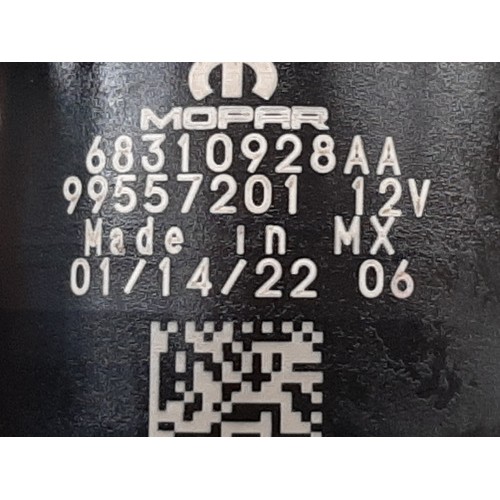 MOPAR
68310928AA
99557201 12V
Made in MX
01/14/22 06